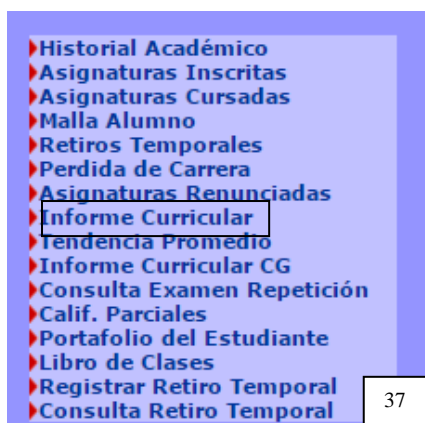 Historial Académico
Asignaturas Inscritas
Asignaturas Cursadas
Malla Alumno
Retiros Temporales
Perdida de Carrera
Asignaturas Renunciadas
Informe Curricular
Tendencia Promedio
Informe Curricular CG
Consulta Examen Repetición
Calif. Parciales
Portafolio del Estudiante
Libro de Clases
Registrar Retiro Temporal
Consulta Retiro Temporal
37